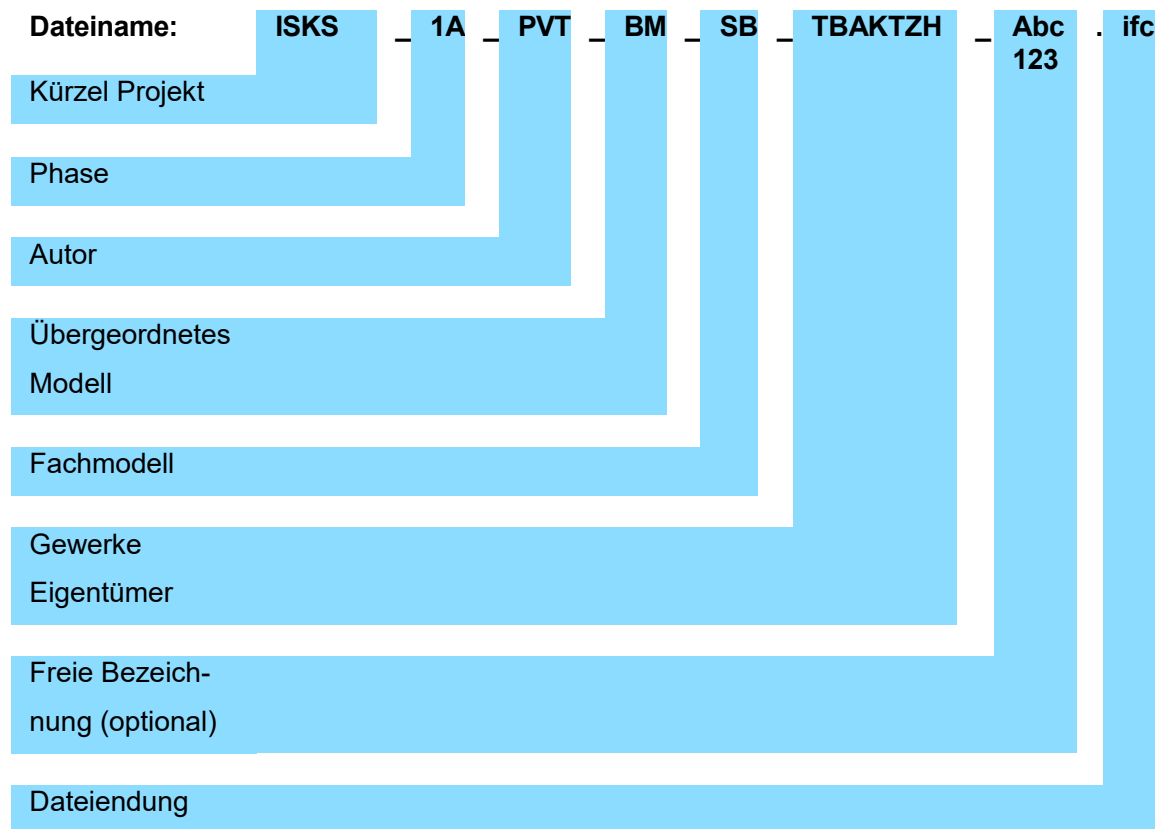 Dateiname: ISKS _ 1A _ PVT _ BM _ SB _ TBAKTZH _ Abc . ifc
123
Kürzel Projekt
Phase
Autor
Übergeordnetes
Modell
Fachmodell
Gewerke
Eigentümer
Freie Bezeich-
nung (optional)
Dateiendung